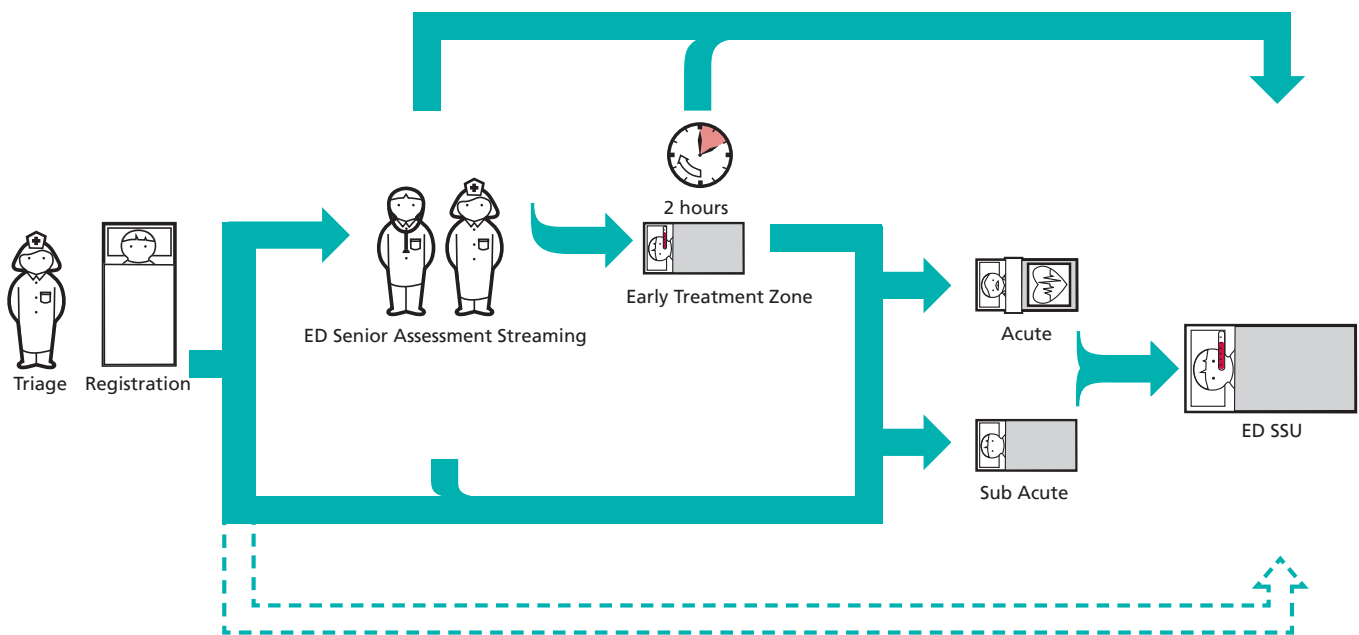 2 hours
Early Treatment Zone
ED Senior Assessment Streaming
Triage
Registration
Acute
Sub Acute
ED SSU